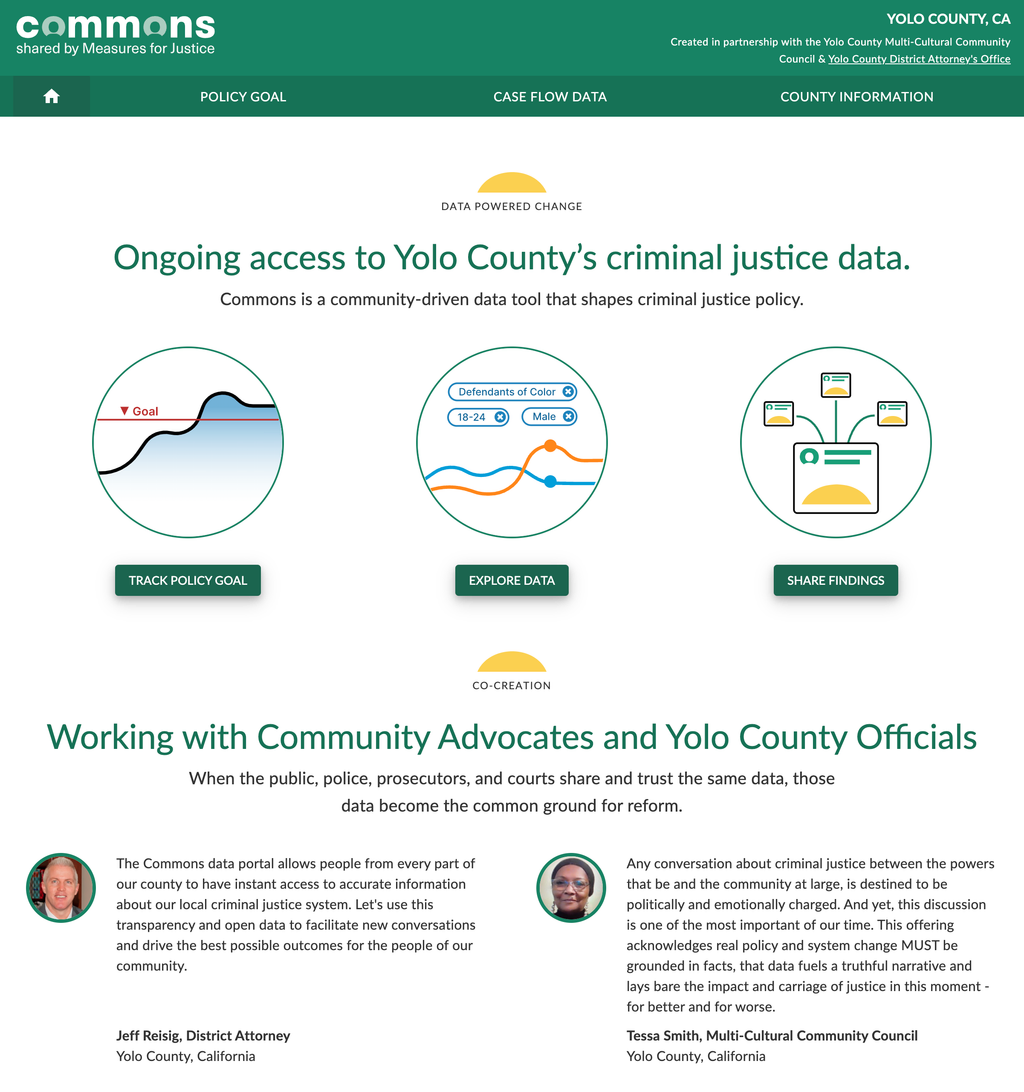 commons
shared by Measures for Justice
YOLO COUNTY, CA
Created in partnership with the Yolo County Multi-Cultural Community
Council & Yolo County District Attorney's Office
POLICY GOAL
CASE FLOW DATA
COUNTY INFORMATION
DATA POWERED CHANGE
Ongoing access to Yolo County’s criminal justice data.
Commons is a community-driven data tool that shapes criminal justice policy.
▼ Goal
Defendants of Color
18-24
Male
TRACK POLICY GOAL
EXPLORE DATA
SHARE FINDINGS
CO-CREATION
Working with Community Advocates and Yolo County Officials
When the public, police, prosecutors, and courts share and trust the same data, those
data become the common ground for reform.
The Commons data portal allows people from every part of
our county to have instant access to accurate information
about our local criminal justice system. Let's use this
transparency and open data to facilitate new conversations
and drive the best possible outcomes for the people of our
community.
Jeff Reisig, District Attorney
Yolo County, California
Any conversation about criminal justice between the powers
that be and the community at large, is destined to be
politically and emotionally charged. And yet, this discussion
is one of the most important of our time. This offering
acknowledges real policy and system change MUST be
grounded in facts, that data fuels a truthful narrative and
lays bare the impact and carriage of justice in this moment -
for better and for worse.
Tessa Smith, Multi-Cultural Community Council
Yolo County, California